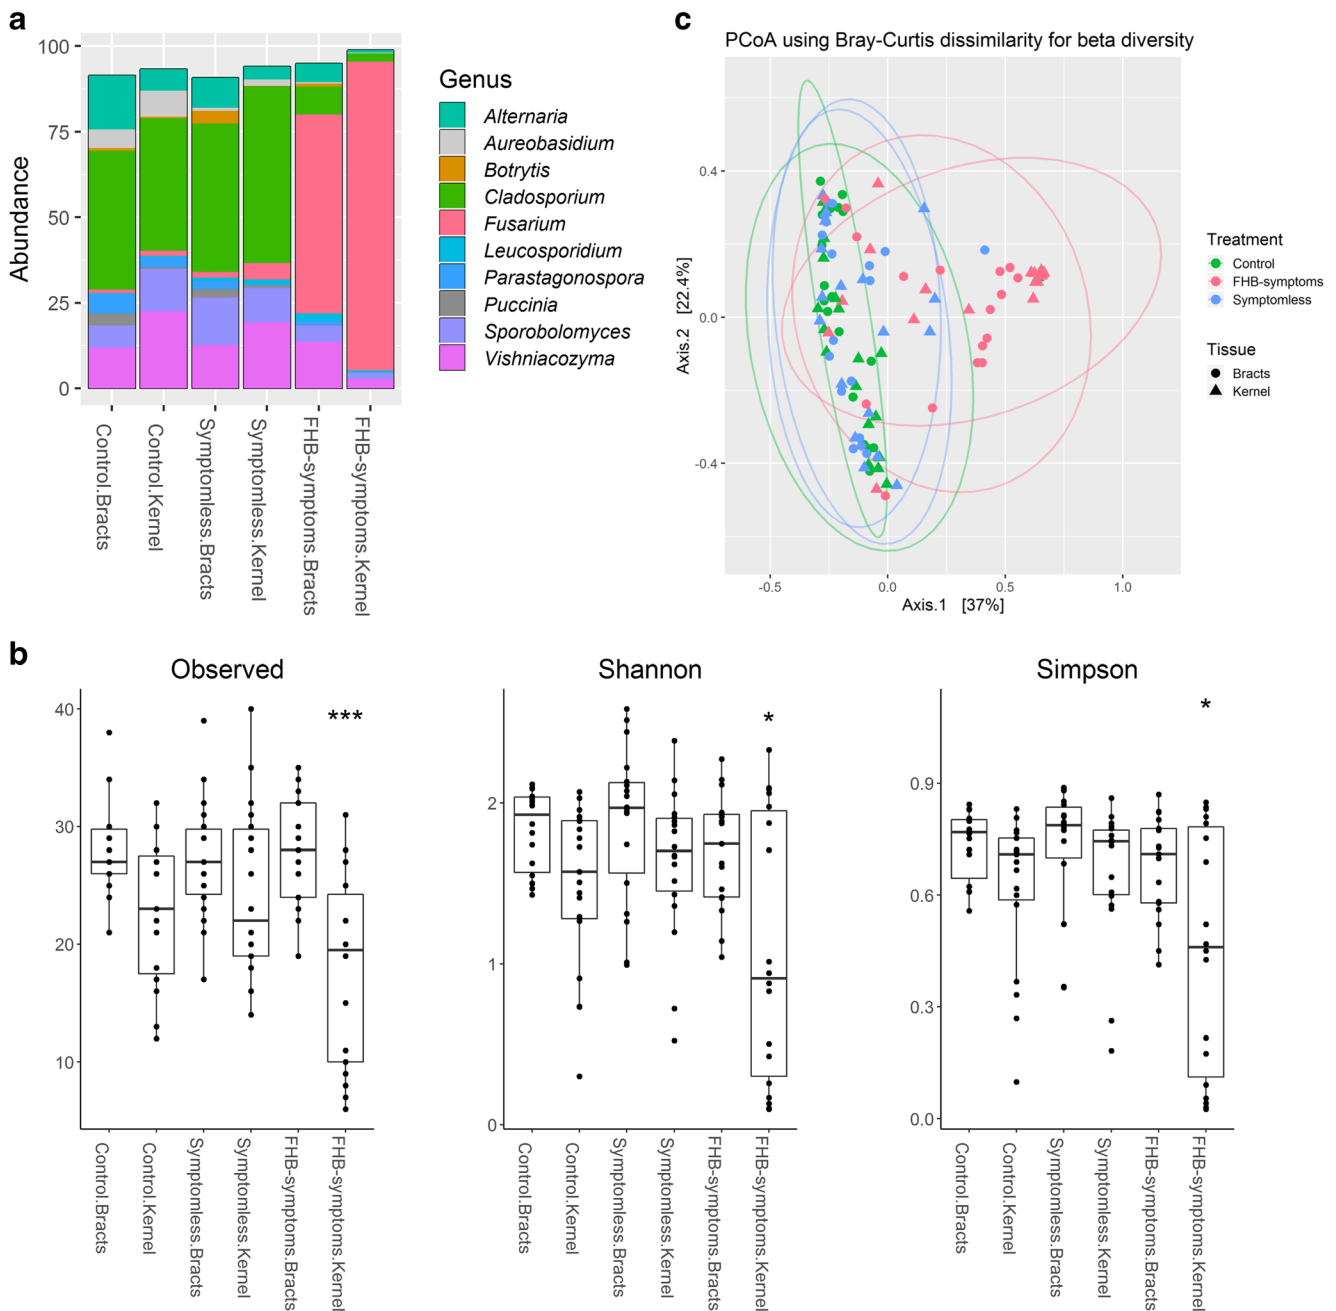 a
100
75
50
25
0
Abundance
Control.Bracts
Control.Kernel
Symptomless.Bracts
Symptomless.Kernel
FHB-symptoms.Bracts
FHB-symptoms.Kernel
Genus
Alternaria
Aureobasidium
Botrytis
Cladosporium
Fusarium
Leucosporidium
Parastagonospora
Puccinia
Sporobolomyces
Vishniacozyma
c
PCoA using Bray-Curtis dissimilarity for beta diversity
0.4
0.0
-0.4
Axis.2 [22.4%]
-0.5
0.0
0.5
1.0
Axis.1 [37%]
Treatment
Control
FHB-symptoms
Symptomless
Tissue
Bracts
Kernel
b
Observed
40
30
20
10
***
Control.Bracts
Control.Kernel
Symptomless.Bracts
Symptomless.Kernel
FHB-symptoms.Bracts
FHB-symptoms.Kernel
Shannon
2
1
0
*
Control.Bracts
Control.Kernel
Symptomless.Bracts
Symptomless.Kernel
FHB-symptoms.Bracts
FHB-symptoms.Kernel
Simpson
0.9
0.6
0.3
0.0
*
Control.Bracts
Control.Kernel
Symptomless.Bracts
Symptomless.Kernel
FHB-symptoms.Bracts
FHB-symptoms.Kernel